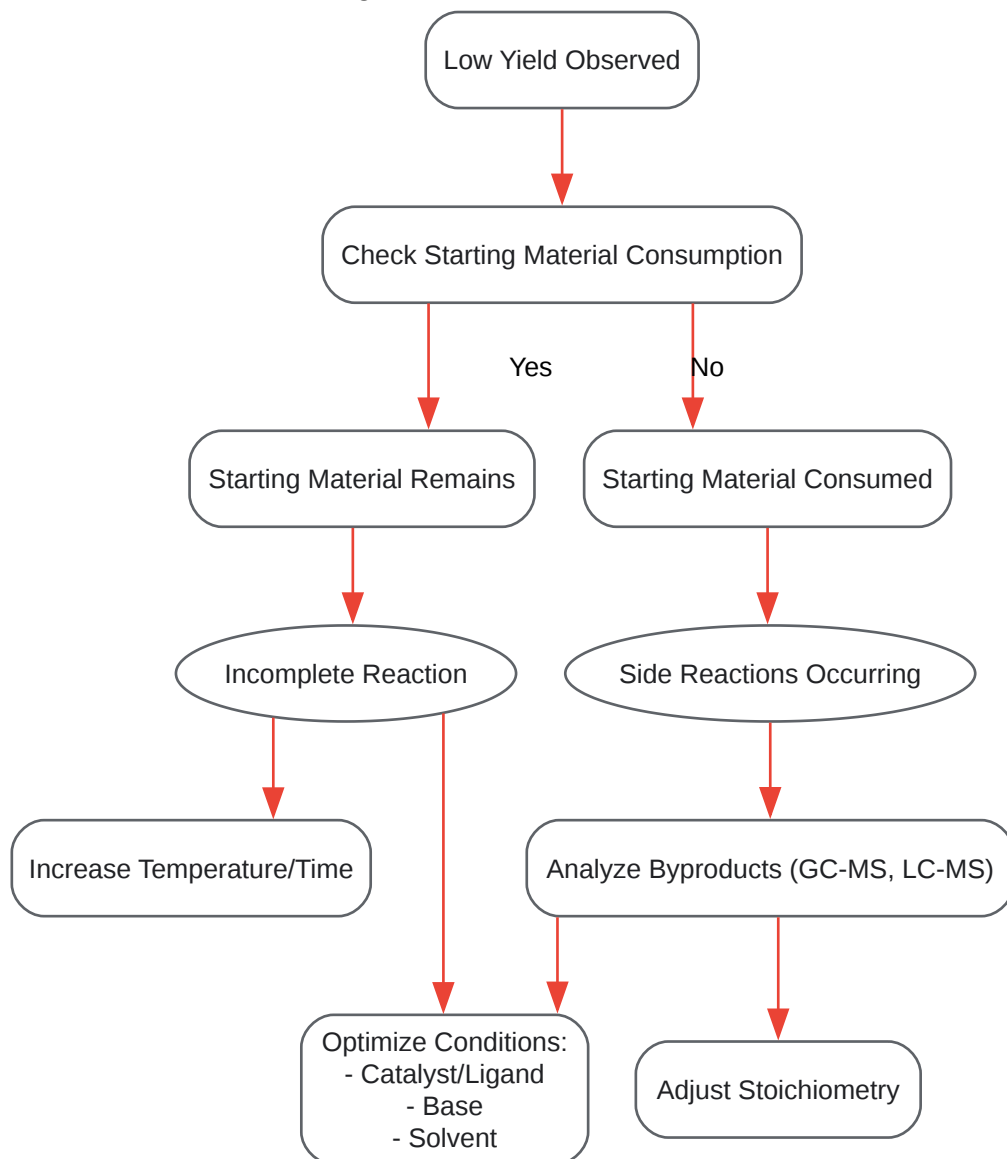 Low Yield Observed
Check Starting Material Consumption
Yes
No
Starting Material Remains
Starting Material Consumed
Incomplete Reaction
Side Reactions Occurring
Increase Temperature/Time
Analyze Byproducts (GC-MS, LC-MS)
Optimize Conditions:
- Catalyst/Ligand
- Base
- Solvent
Adjust Stoichiometry